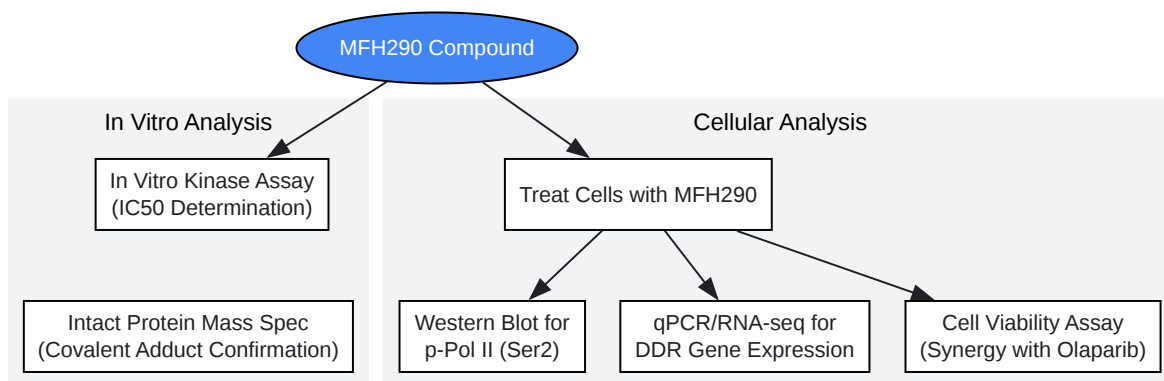 MFH290 Compound
In Vitro Analysis
Cellular Analysis
In Vitro Kinase Assay
(IC50 Determination)
Treat Cells with MFH290
Intact Protein Mass Spec
(Covalent Adduct Confirmation)
Western Blot for
p-Pol II (Ser2)
qPCR/RNA-seq for
DDR Gene Expression
Cell Viability Assay
(Synergy with Olaparib)